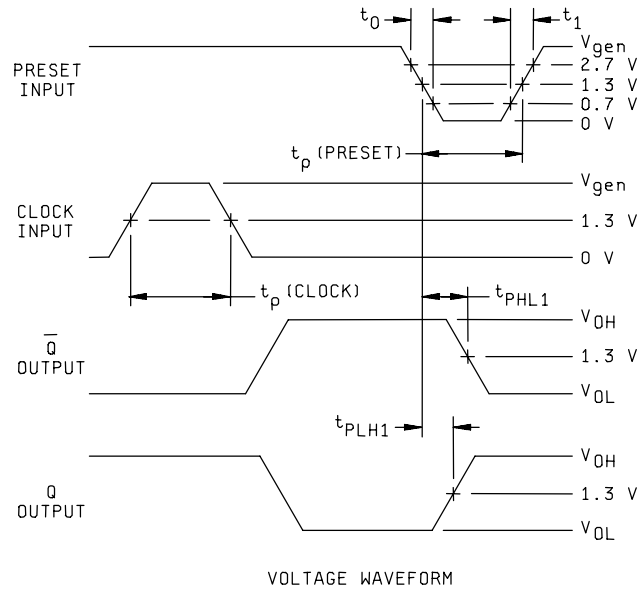 t0 t1
PRESET
INPUT
Vgen
2.7 V
1.3 V
0.7 V
0 V
tp (PRESET)
CLOCK
INPUT
Vgen
1.3 V
0 V
tp (CLOCK)
tPHL1
Q̅
OUTPUT
VOH
1.3 V
VOL
tPLH1
Q
OUTPUT
VOH
1.3 V
VOL
VOLTAGE WAVEFORM